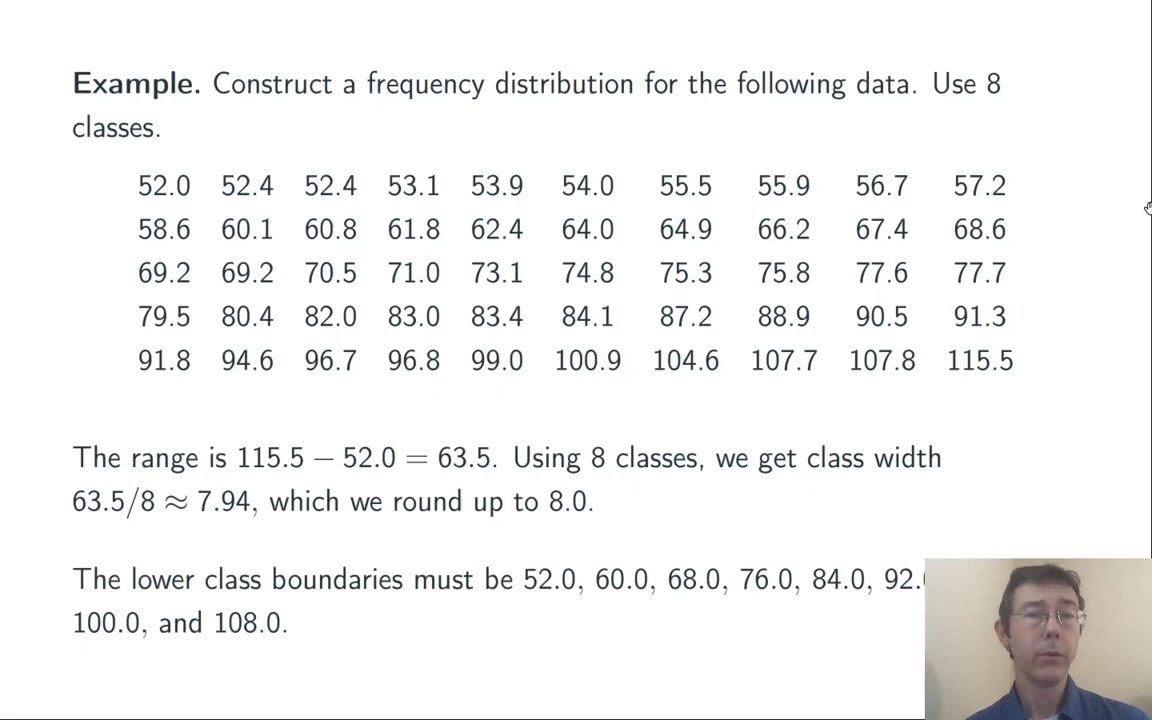 Example. Construct a frequency distribution for the following data. Use 8
classes.
52.0 52.4 52.4 53.1 53.9 54.0 55.5 55.9 56.7 57.2
58.6 60.1 60.8 61.8 62.4 64.0 64.9 66.2 67.4 68.6
69.2 69.2 70.5 71.0 73.1 74.8 75.3 75.8 77.6 77.7
79.5 80.4 82.0 83.0 83.4 84.1 87.2 88.9 90.5 91.3
91.8 94.6 96.7 96.8 99.0 100.9 104.6 107.7 107.8 115.5
The range is 115.5 − 52.0 = 63.5. Using 8 classes, we get class width
63.5/8 ≈ 7.94, which we round up to 8.0.
The lower class boundaries must be 52.0, 60.0, 68.0, 76.0, 84.0,
100.0, and 108.0.